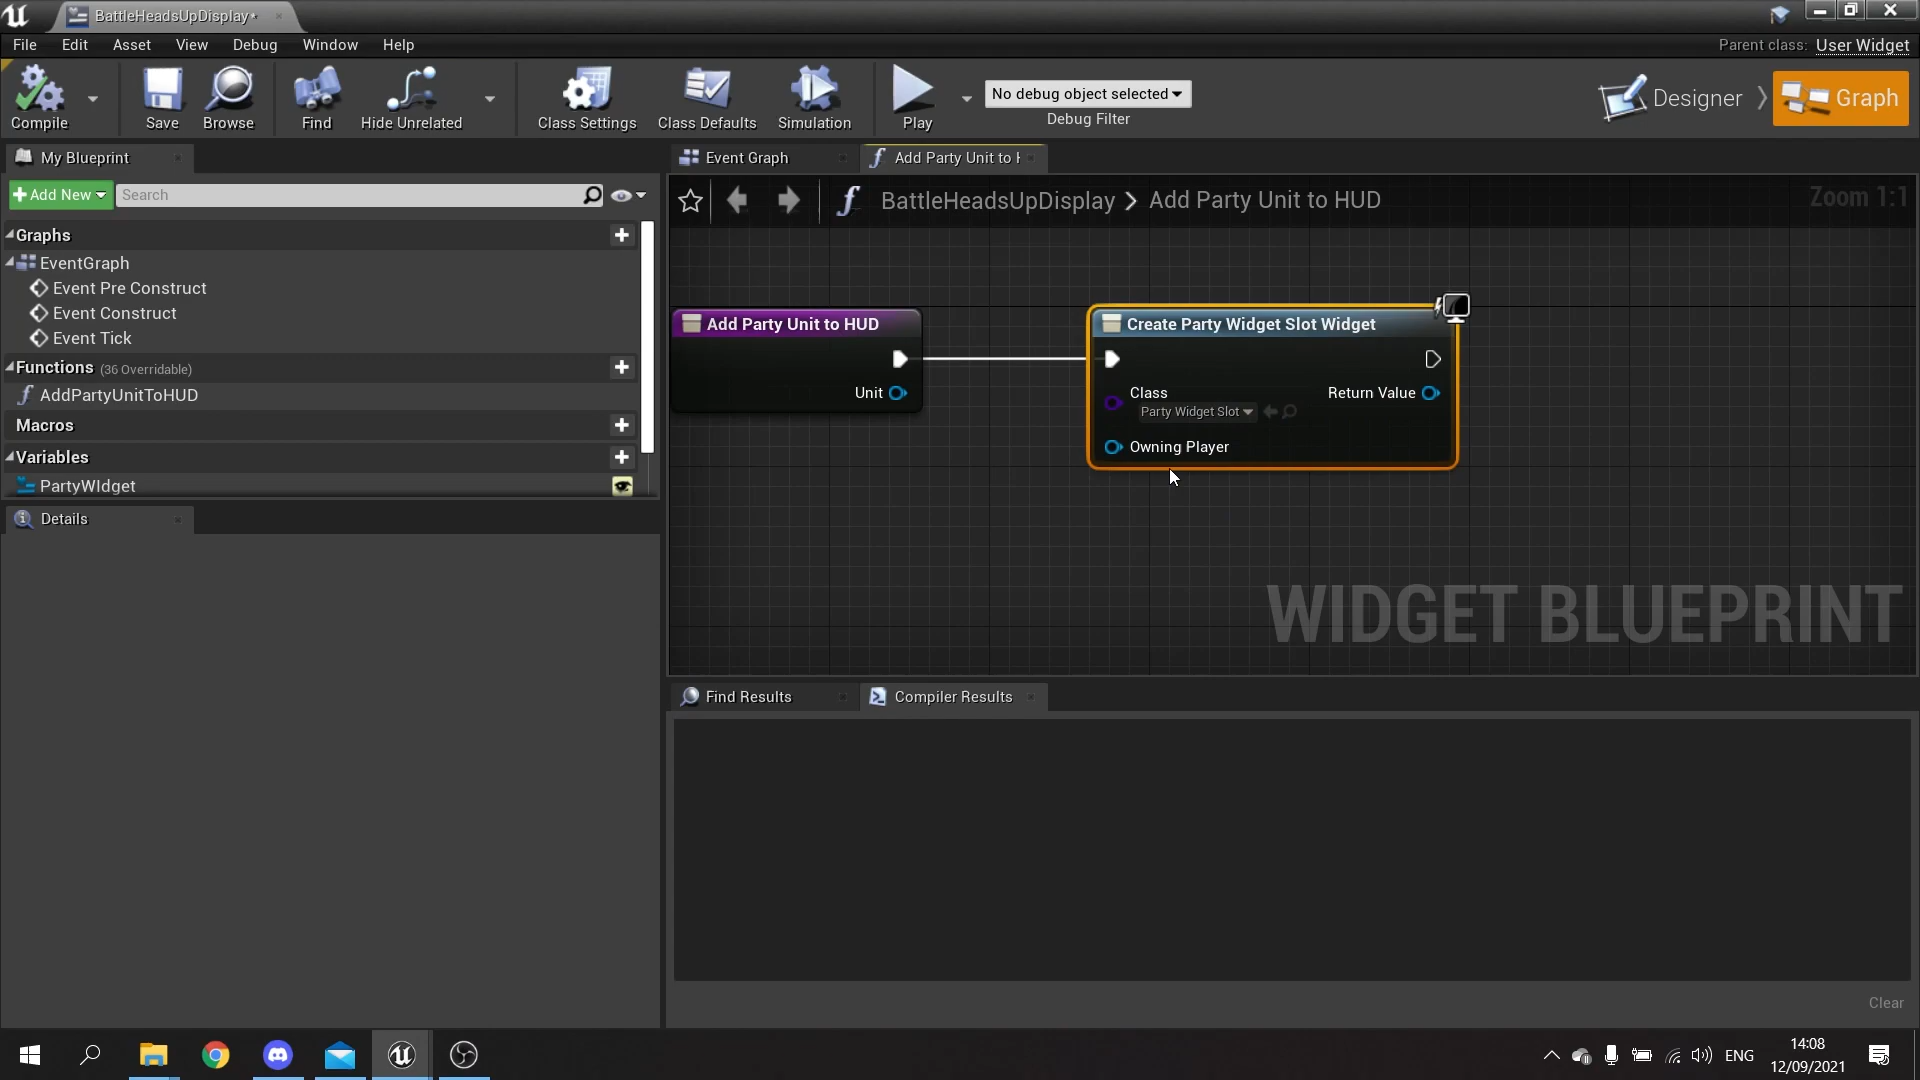 BattleHeadsUpDisplay*
File Edit Asset View Debug Window Help
Parent class: User Widget
Compile Save Browse Find Hide Unrelated Class Settings Class Defaults Simulation Play
No debug object selected
Debug Filter
Designer Graph
My Blueprint
Add New Search
Graphs
EventGraph
Event Pre Construct
Event Construct
Event Tick
Functions (36 Overridable)
AddPartyUnitToHUD
Macros
Variables
PartyWIdget
Details
Event Graph
Add Party Unit to H
BattleHeadsUpDisplay > Add Party Unit to HUD
Zoom 1:1
Add Party Unit to HUD
Unit
Create Party Widget Slot Widget
Class
Party Widget Slot
Return Value
Owning Player
WIDGET BLUEPRINT
Find Results
Compiler Results
Clear
ENG
14:08
12/09/2021